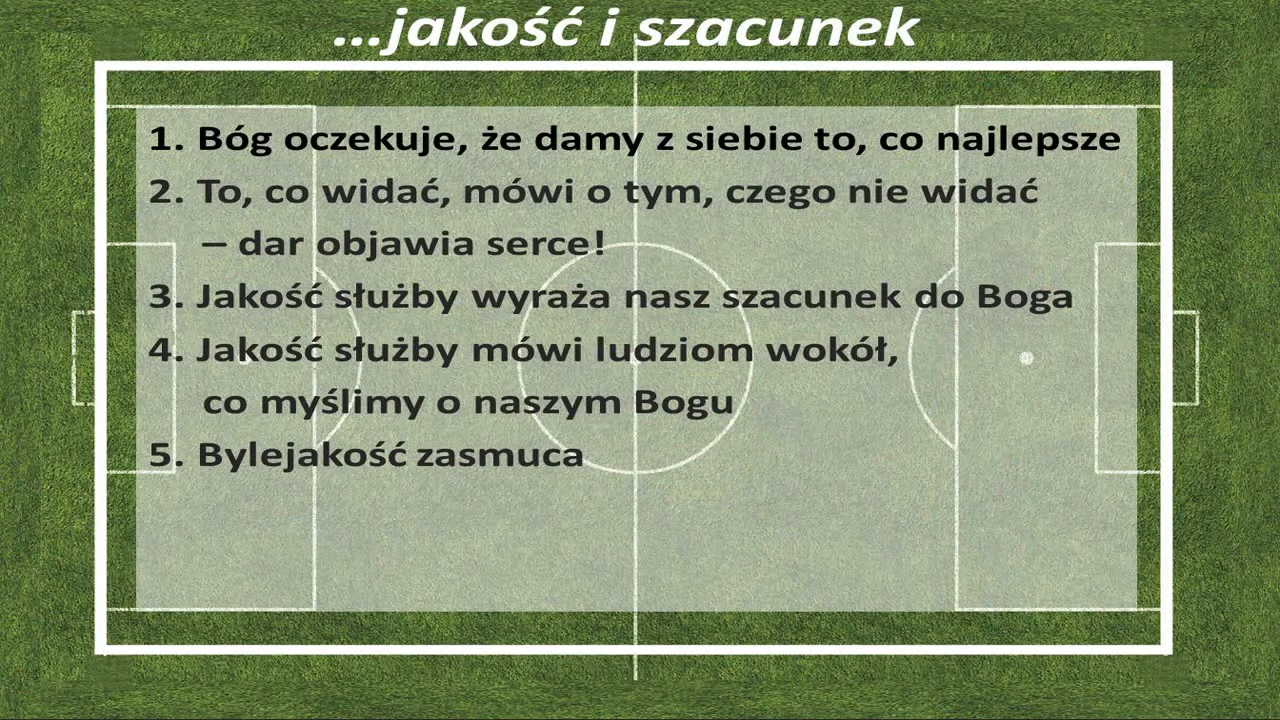 ...jakość i szacunek
1. Bóg oczekuje, że damy z siebie to, co najlepsze
2. To, co widać, mówi o tym, czego nie widać
– dar objawia serce!
3. Jakość służby wyraża nasz szacunek do Boga
4. Jakość służby mówi ludziom wokół,
co myślimy o naszym Bogu
5. Bylejakość zasmuca